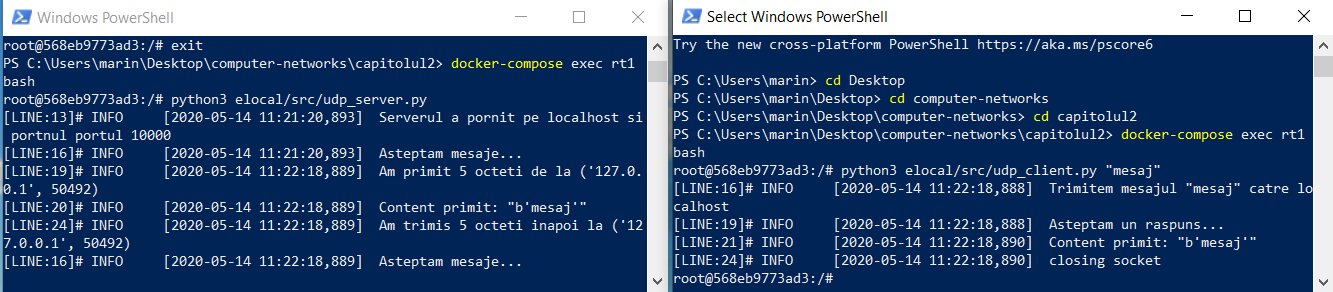 Windows PowerShell
root@568eb9773ad3:/# exit
PS C:\Users\marin\Desktop\computer-networks\capitolul2> docker-compose exec rt1
bash
root@568eb9773ad3:/# python3 elocal/src/udp_server.py
[LINE:13]# INFO     [2020-05-14 11:21:20,893]  Serverul a pornit pe localhost si
 portnul portul 10000
[LINE:16]# INFO     [2020-05-14 11:21:20,893]  Asteptam mesaje...
[LINE:19]# INFO     [2020-05-14 11:22:18,889]  Am primit 5 octeti de la ('127.0.
0.1', 50492)
[LINE:20]# INFO     [2020-05-14 11:22:18,889]  Content primit: "b'mesaj'"
[LINE:24]# INFO     [2020-05-14 11:22:18,889]  Am trimis 5 octeti inapoi la ('12
7.0.0.1', 50492)
[LINE:16]# INFO     [2020-05-14 11:22:18,889]  Asteptam mesaje...
Select Windows PowerShell
Try the new cross-platform PowerShell https://aka.ms/pscore6
PS C:\Users\marin> cd Desktop
PS C:\Users\marin\Desktop> cd computer-networks
PS C:\Users\marin\Desktop\computer-networks> cd capitolul2
PS C:\Users\marin\Desktop\computer-networks\capitolul2> docker-compose exec rt1
bash
root@568eb9773ad3:/# python3 elocal/src/udp_client.py "mesaj"
[LINE:16]# INFO     [2020-05-14 11:22:18,888]  Trimitem mesajul "mesaj" catre lo
calhost
[LINE:19]# INFO     [2020-05-14 11:22:18,888]  Asteptam un raspuns...
[LINE:21]# INFO     [2020-05-14 11:22:18,890]  Content primit: "b'mesaj'"
[LINE:24]# INFO     [2020-05-14 11:22:18,890]  closing socket
root@568eb9773ad3:/#